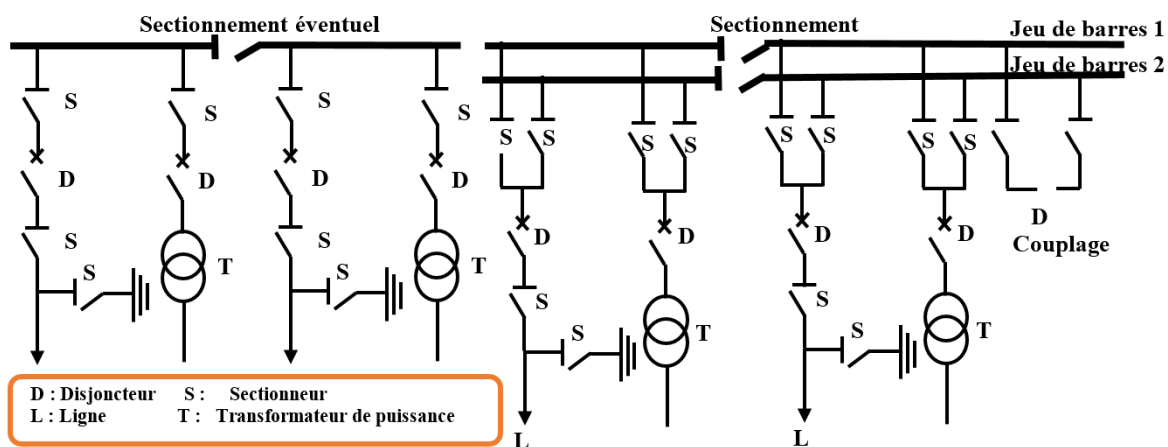 Sectionnement éventuel
S
S
S
S
D
D
D
D
S
S
S
S
T
T
D : Disjoncteur S : Sectionneur
L : Ligne T : Transformateur de puissance
Sectionnement
Jeu de barres 1
Jeu de barres 2
S
S
S
S
S
S
S
S
D
D
D
D
D
Couplage
S
S
S
S
T
T
L
L